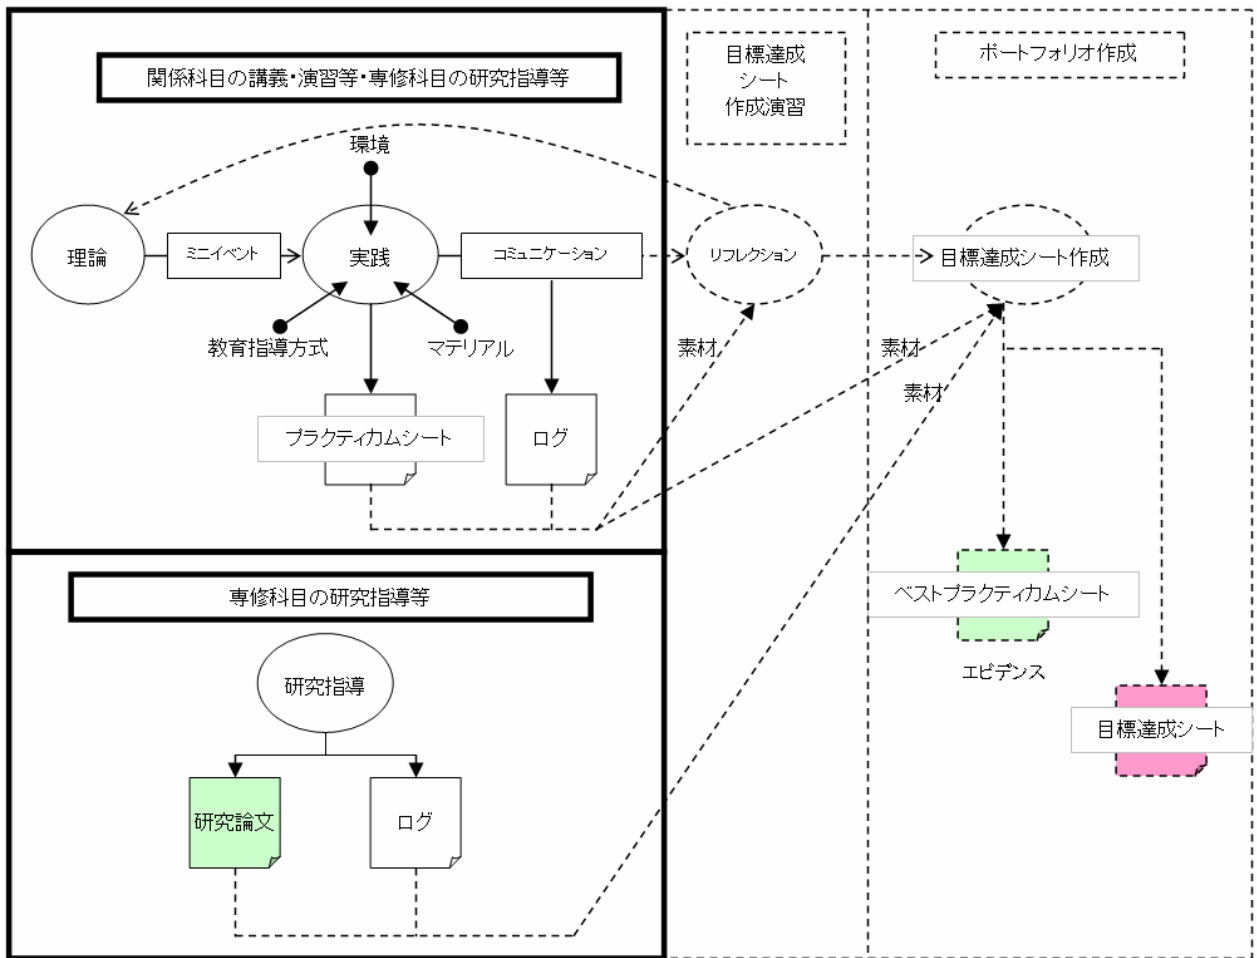 関係科目の講義・演習等・専修科目の研究指導等
目標達成
シート
作成演習
ポートフォリオ作成
環境
理論
ミニイベント
実践
コミュニケーション
リフレクション
目標達成シート作成
教育指導方式
マテリアル
素材
素材
素材
プラクティカムシート
ログ
専修科目の研究指導等
研究指導
研究論文
ログ
ベストプラクティカムシート
エビデンス
目標達成シート